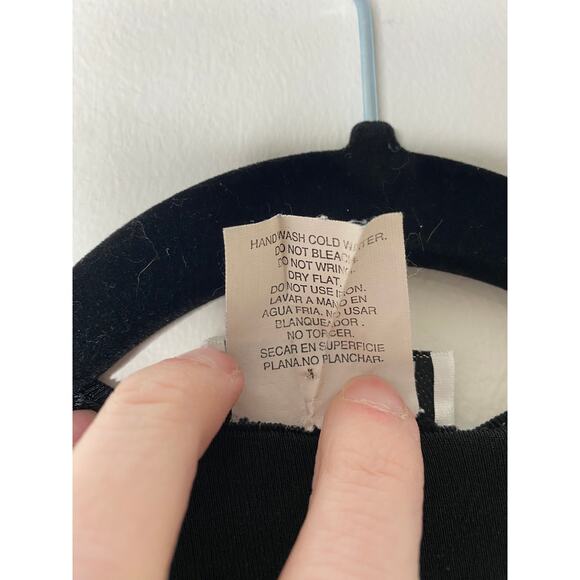 HAND WASH COLD WATER.
DO NOT BLEACH.
DO NOT WRING.
DRY FLAT.
DO NOT USE IRON.
LAVAR A MANO EN
AGUA FRIA. NO USAR
BLANQUEADOR .
NO TORCER.
SECAR EN SUPERFICIE
PLANA.NO PLANCHAR.